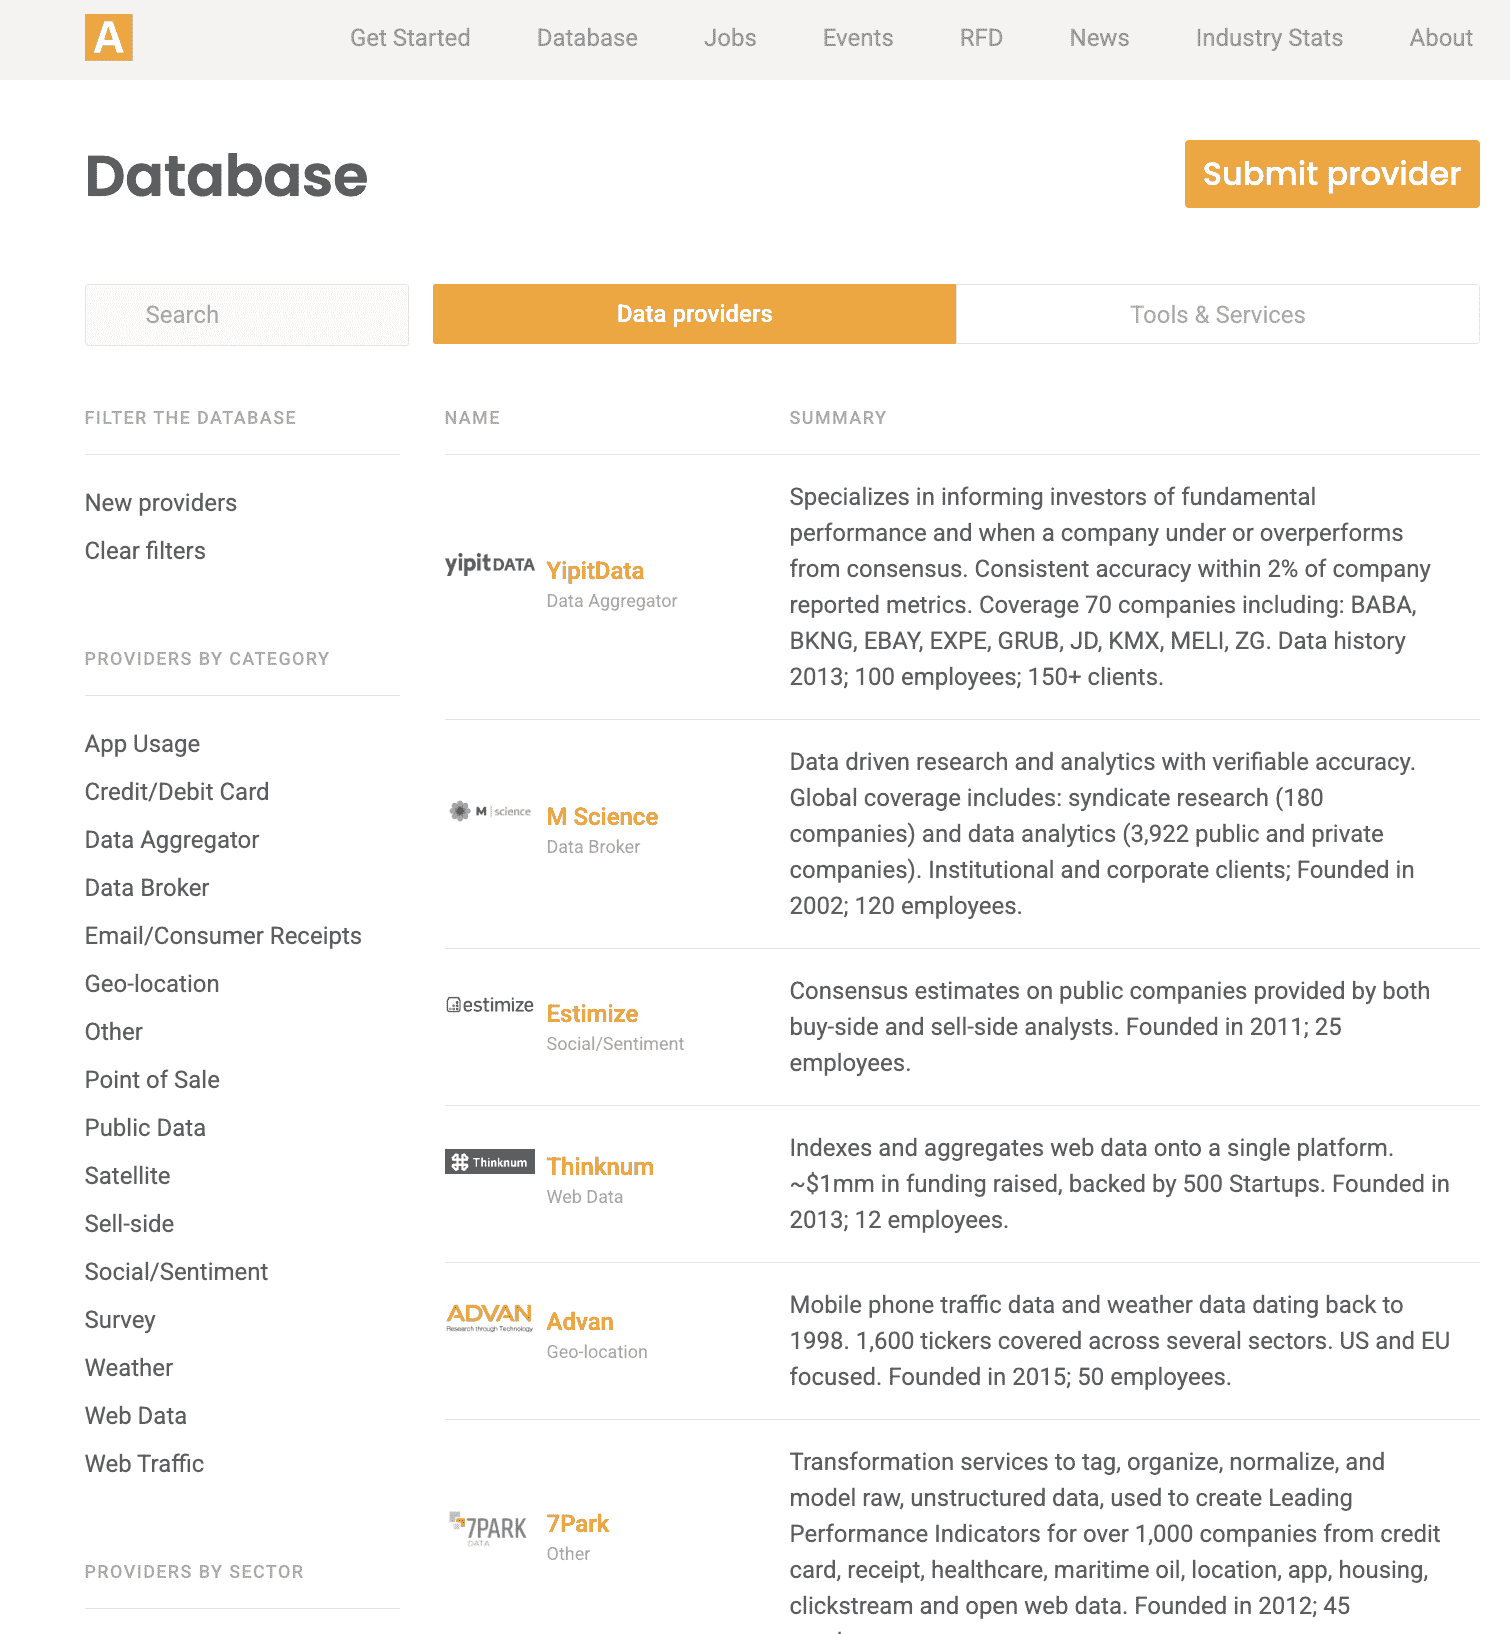 A
Get Started
Database
Jobs
Events
RFD
News
Industry Stats
About
Database
Submit provider
Search
Data providers
Tools & Services
FILTER THE DATABASE
New providers
Clear filters
PROVIDERS BY CATEGORY
App Usage
Credit/Debit Card
Data Aggregator
Data Broker
Email/Consumer Receipts
Geo-location
Other
Point of Sale
Public Data
Satellite
Sell-side
Social/Sentiment
Survey
Weather
Web Data
Web Traffic
PROVIDERS BY SECTOR
NAME
SUMMARY
yipitDATA
YipitData
Data Aggregator
Specializes in informing investors of fundamental
performance and when a company under or overperforms
from consensus. Consistent accuracy within 2% of company
reported metrics. Coverage 70 companies including: BABA,
BKNG, EBAY, EXPE, GRUB, JD, KMX, MELI, ZG. Data history
2013; 100 employees; 150+ clients.
M science
M Science
Data Broker
Data driven research and analytics with verifiable accuracy.
Global coverage includes: syndicate research (180
companies) and data analytics (3,922 public and private
companies). Institutional and corporate clients; Founded in
2002; 120 employees.
estimize
Estimize
Social/Sentiment
Consensus estimates on public companies provided by both
buy-side and sell-side analysts. Founded in 2011; 25
employees.
Thinknum
Thinknum
Web Data
Indexes and aggregates web data onto a single platform.
~$1mm in funding raised, backed by 500 Startups. Founded in
2013; 12 employees.
ADVAN
Research through Technology
Advan
Geo-location
Mobile phone traffic data and weather data dating back to
1998. 1,600 tickers covered across several sectors. US and EU
focused. Founded in 2015; 50 employees.
7PARK
DATA
7Park
Other
Transformation services to tag, organize, normalize, and
model raw, unstructured data, used to create Leading
Performance Indicators for over 1,000 companies from credit
card, receipt, healthcare, maritime oil, location, app, housing,
clickstream and open web data. Founded in 2012; 45